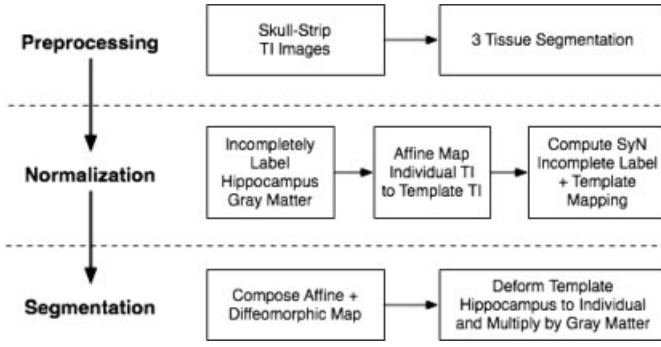 Preprocessing
Skull-Strip
TI Images
3 Tissue Segmentation
Normalization
Incompletely
Label
Hippocampus
Gray Matter
Affine Map
Individual TI
to Template TI
Compute SyN
Incomplete Label
+ Template
Mapping
Segmentation
Compose Affine +
Diffeomorphic Map
Deform Template
Hippocampus to Individual
and Multiply by Gray Matter